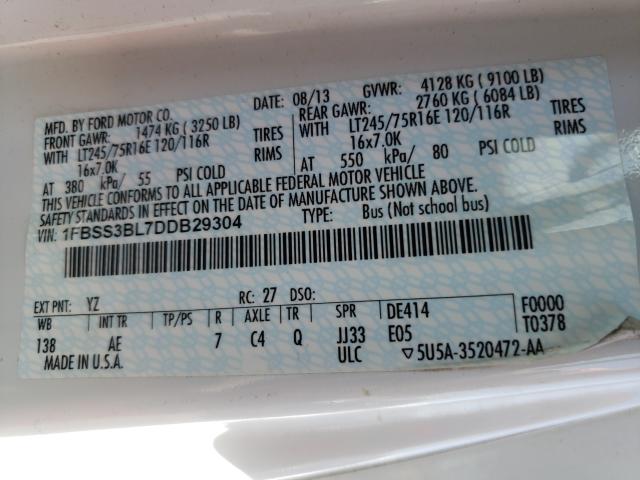 MFD. BY FORD MOTOR CO. DATE: 08/13 GVWR: 4128 KG ( 9100 LB)
FRONT GAWR: 1474 KG ( 3250 LB) REAR GAWR: 2760 KG ( 6084 LB)
WITH LT245/75R16E 120/116R TIRES WITH LT245/75R16E 120/116R TIRES
16x7.0K RIMS 16x7.0K RIMS
AT 380 kPa/ 55 PSI COLD AT 550 kPa/ 80 PSI COLD
THIS VEHICLE CONFORMS TO ALL APPLICABLE FEDERAL MOTOR VEHICLE
SAFETY STANDARDS IN EFFECT ON THE DATE OF MANUFACTURE SHOWN ABOVE.
VIN: 1FBSS3BL7DDB29304 TYPE: Bus (Not school bus)
EXT PNT: YZ RC: 27 DSO:
WB INT TR TP/PS R AXLE TR SPR DE414 F0000
138 AE 7 C4 Q JJ33 E05 T0378
MADE IN U.S.A. ULC ▽5U5A-3520472-AA